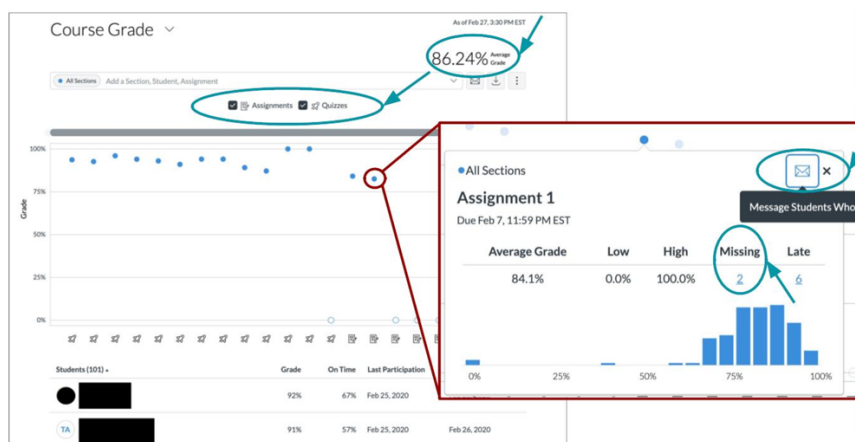 Course Grade
As of Feb 27, 3:30 PM EST
86.24% Average Grade
All Sections Add a Section, Student, Assignment
Assignments Quizzes
100%
75%
50%
25%
0%
Grade
Students (101)
Grade On Time Last Participation
92% 67% Feb 25, 2020
TA 91% 57% Feb 25, 2020 Feb 26, 2020
All Sections
Assignment 1
Due Feb 7, 11:59 PM EST
Message Students Who
Average Grade Low High Missing Late
84.1% 0.0% 100.0% 2 6
0% 25% 50% 75% 100%